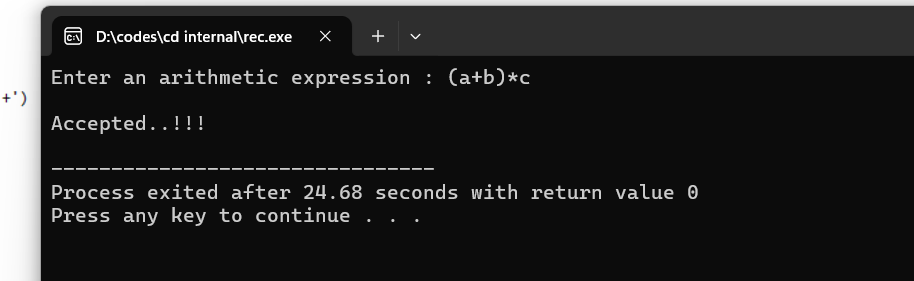 D:\codes\cd internal\rec.exe
+')
Enter an arithmetic expression : (a+b)*c
Accepted..!!!
--------------------------------
Process exited after 24.68 seconds with return value 0
Press any key to continue . . .